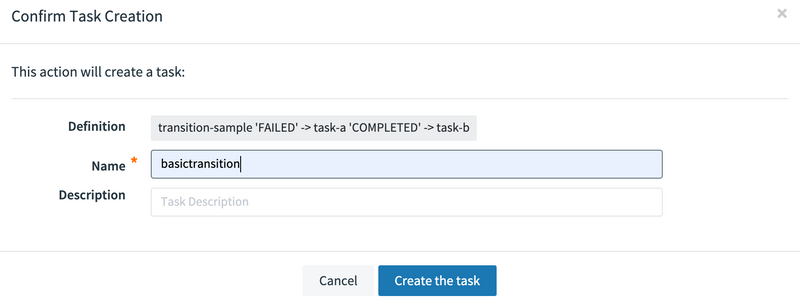 Confirm Task Creation ×
This action will create a task:
Definition transition-sample 'FAILED' -> task-a 'COMPLETED' -> task-b
Name * basictransition
Description Task Description
Cancel Create the task